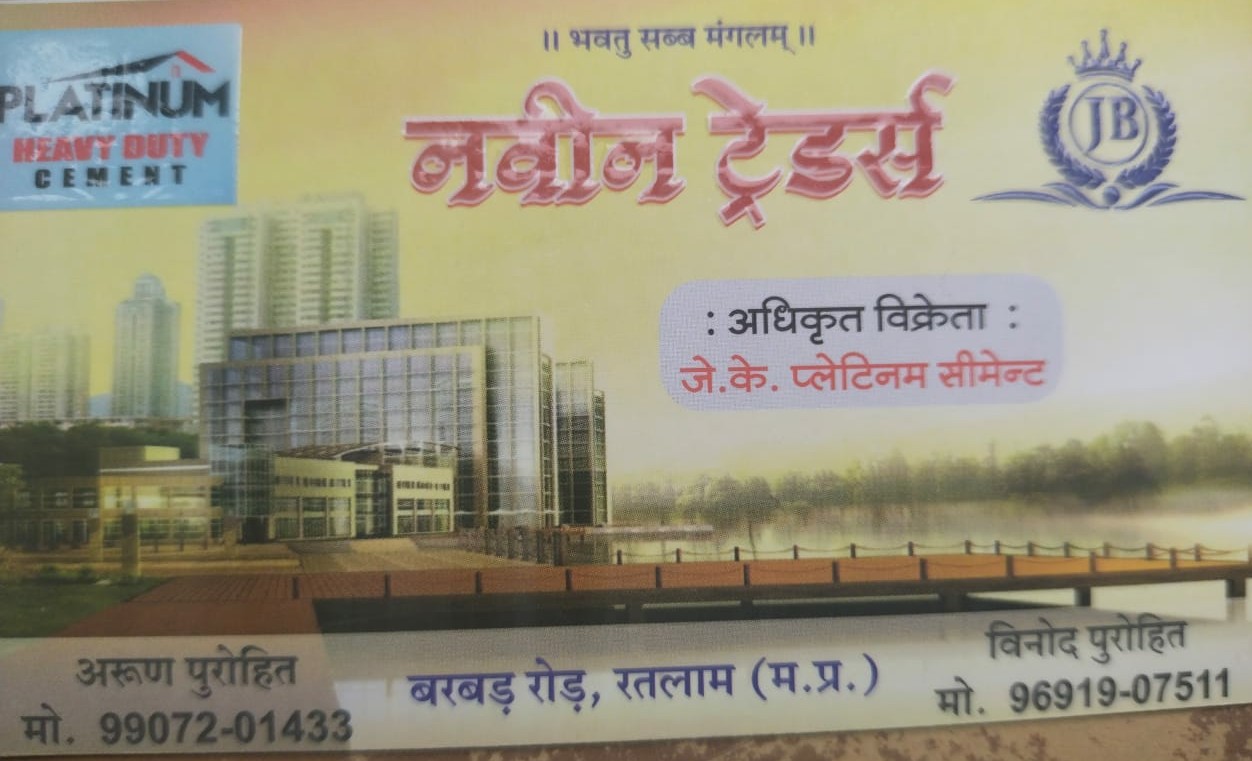 ॥ भवतु सब्ब मंगलम् ॥
PLATINUM
HEAVY DUTY
CEMENT
नवीन ट्रेडर्स
JB
: अधिकृत विक्रेता :
जे.के. प्लेटिनम सीमेन्ट
अरूण पुरोहित
मो. 99072-01433
बरबड़ रोड़, रतलाम (म.प्र.)
विनोद पुरोहित
मो. 96919-07511